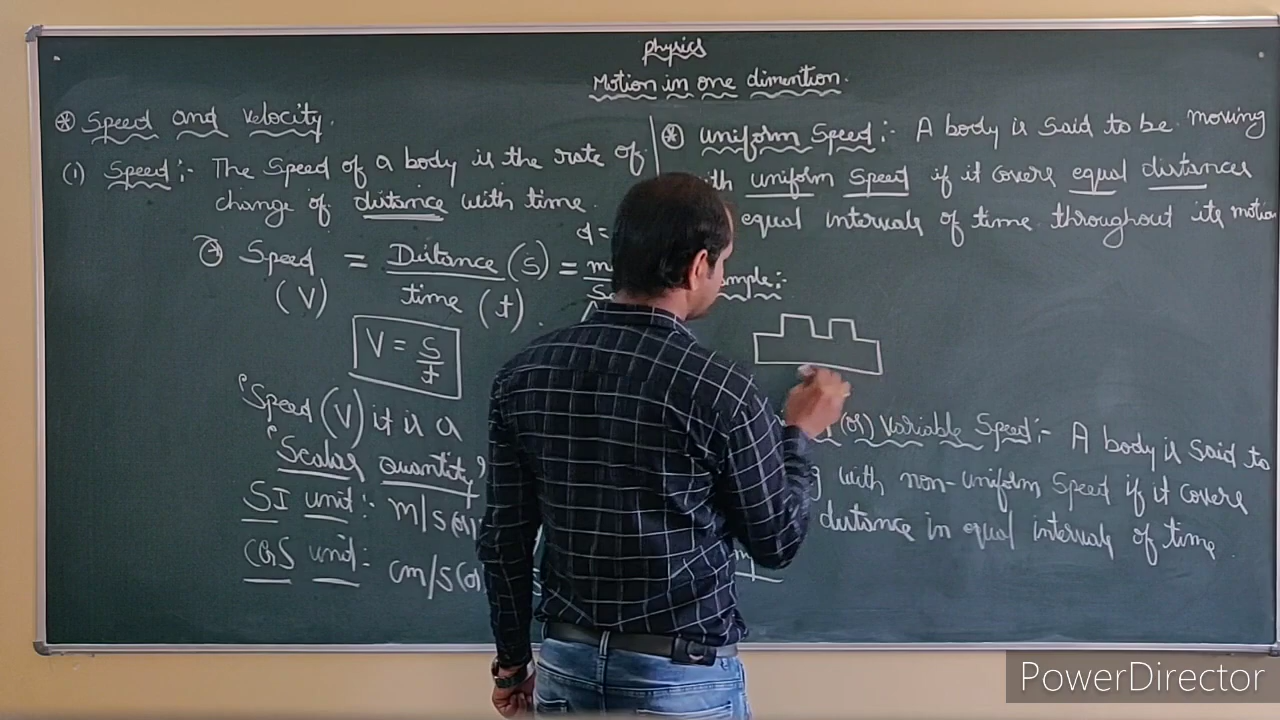 Physics
Motion in one dimention.
* Speed and velocity.
(1) Speed:- The Speed of a body is the rate of
change of distance with time.
* Speed = Distance (S) =
(V) time (t).
V = S/t
"Speed (V) it is a
"Scalar quantity"
SI unit:- m/s (or)
CGS unit:- cm/s (or)
* Uniform Speed:- A body is said to be moving
uniform Speed if it covers equal distances
equal intervals of time throughout its motion
(or) Variable Speed:- A body is said to
with non-uniform Speed if it covers
distance in equal intervals of time.
PowerDirector